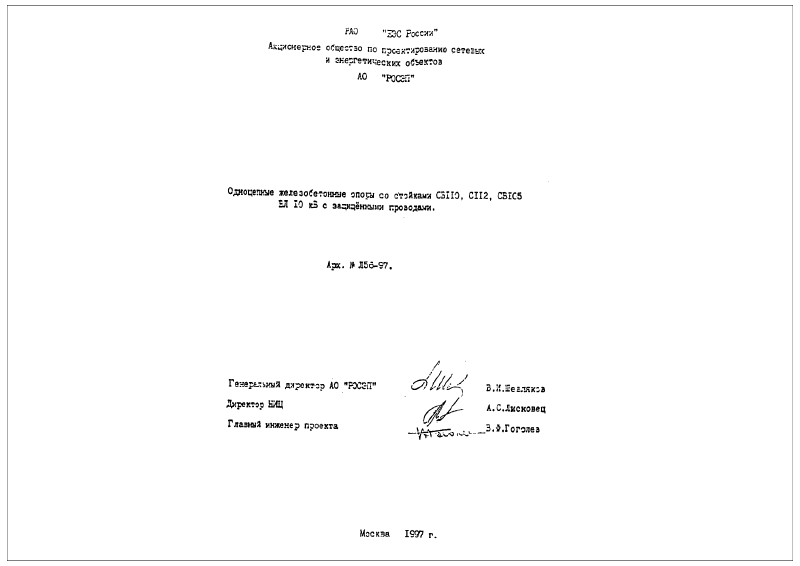 РАО "ЕЭС России"
Акционерное общество по проектированию сетевых
и энергетических объектов
АО "РОСЭП"
Одноцепные железобетонные опоры со стойками СВ110, С112, СВ105
ВЛ 10 кВ с защищёнными проводами.
Арх. № Л56-97.
Генеральный директор АО "РОСЭП" В.И.Шевляков
Директор НИЦ А.С.Лисковец
Главный инженер проекта В.Ф.Гоголев
Москва 1997 г.